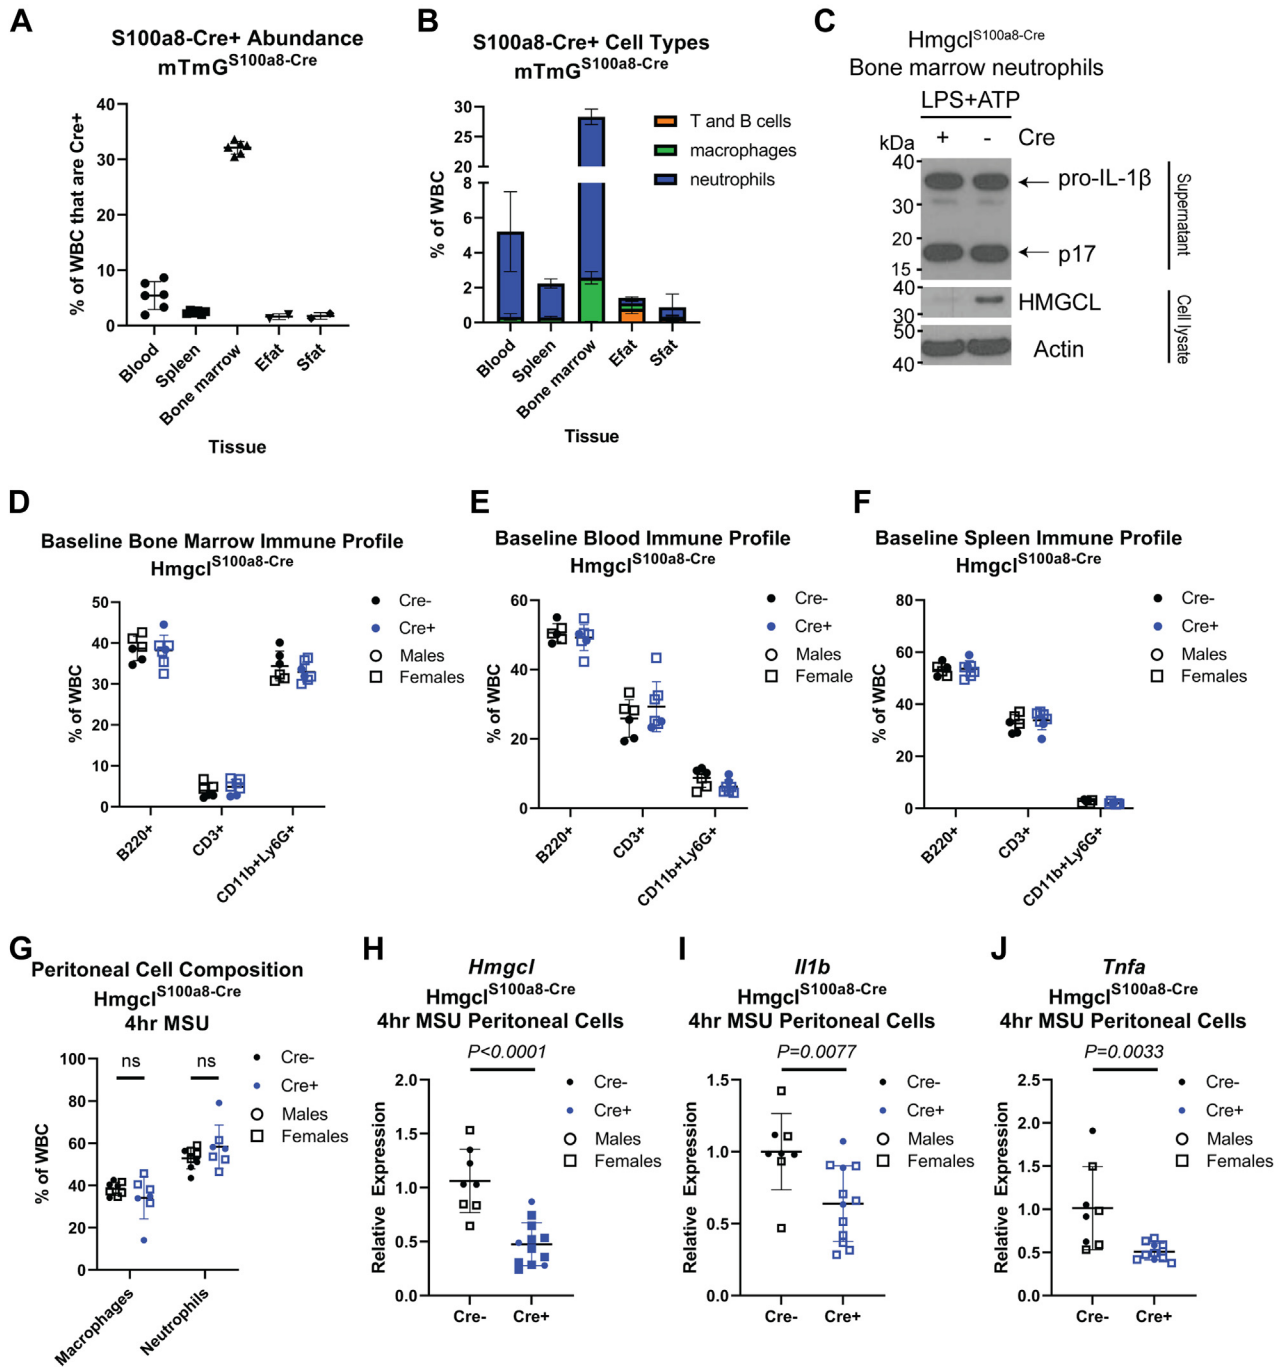 A
S100a8-Cre+ Abundance
mTmG^S100a8-Cre
% of WBC that are Cre+
40
30
20
10
0
Blood
Spleen
Bone marrow
Efat
Sfat
Tissue
B
S100a8-Cre+ Cell Types
mTmG^S100a8-Cre
% of WBC
30
25
20
8
6
4
2
0
T and B cells
macrophages
neutrophils
Blood
Spleen
Bone marrow
Efat
Sfat
Tissue
C
Hmgcl^S100a8-Cre
Bone marrow neutrophils
LPS+ATP
kDa + - Cre
40
30
20
15
pro-IL-1β
p17
Supernatant
40
30
HMGCL
50
40
Actin
Cell lysate
D
Baseline Bone Marrow Immune Profile
Hmgcl^S100a8-Cre
% of WBC
50
40
30
20
10
0
Cre-
Cre+
Males
Females
B220+
CD3+
CD11b+Ly6G+
E
Baseline Blood Immune Profile
Hmgcl^S100a8-Cre
% of WBC
60
40
20
0
Cre-
Cre+
Males
Female
B220+
CD3+
CD11b+Ly6G+
F
Baseline Spleen Immune Profile
Hmgcl^S100a8-Cre
% of WBC
80
60
40
20
0
Cre-
Cre+
Males
Females
B220+
CD3+
CD11b+Ly6G+
G
Peritoneal Cell Composition
Hmgcl^S100a8-Cre
4hr MSU
% of WBC
100
80
60
40
20
0
ns
ns
Cre-
Cre+
Males
Females
Macrophages
Neutrophils
H
Hmgcl
Hmgcl^S100a8-Cre
4hr MSU Peritoneal Cells
P<0.0001
Relative Expression
2.0
1.5
1.0
0.5
0.0
Cre-
Cre+
Males
Females
Cre-
Cre+
I
Il1b
Hmgcl^S100a8-Cre
4hr MSU Peritoneal Cells
P=0.0077
Relative Expression
1.5
1.0
0.5
0.0
Cre-
Cre+
Males
Females
Cre-
Cre+
J
Tnfa
Hmgcl^S100a8-Cre
4hr MSU Peritoneal Cells
P=0.0033
Relative Expression
2.5
2.0
1.5
1.0
0.5
0.0
Cre-
Cre+
Males
Females
Cre-
Cre+